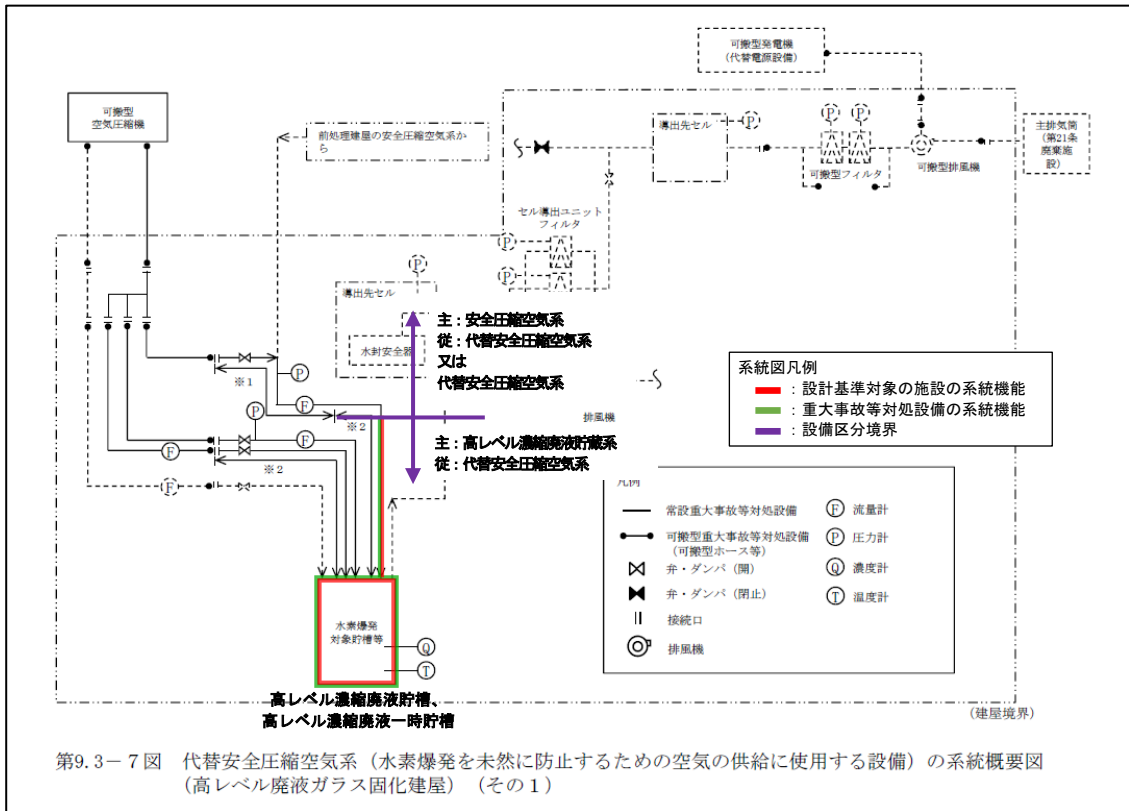 可搬型発電機
(代替電源設備)
可搬型
空気圧縮機
前処理建屋の安全圧縮空気系か
ら
導出先セル
P
P
P
主排気筒
(第21条
廃棄施
設)
可搬型フィルタ
可搬型排風機
セル導出ユニット
フィルタ
P
P
P
導出先セル
水封安全器
主：安全圧縮空気系
従：代替安全圧縮空気系
又は
代替安全圧縮空気系
系統図凡例
：設計基準対象の施設の系統機能
：重大事故等対処設備の系統機能
：設備区分境界
※1
P
F
P
※2
排風機
F
F
※2
主：高レベル濃縮廃液貯蔵系
従：代替安全圧縮空気系
F
凡例
常設重大事故等対処設備
可搬型重大事故等対処設備
(可搬型ホース等)
弁・ダンパ（開）
弁・ダンパ（閉止）
接続口
排風機
F 流量計
P 圧力計
Q 濃度計
T 温度計
水素爆発
対象貯槽等
Q
T
高レベル濃縮廃液貯槽、
高レベル濃縮廃液一時貯槽
(建屋境界)
第9.3－7図 代替安全圧縮空気系（水素爆発を未然に防止するための空気の供給に使用する設備）の系統概要図
(高レベル廃液ガラス固化建屋）（その１）